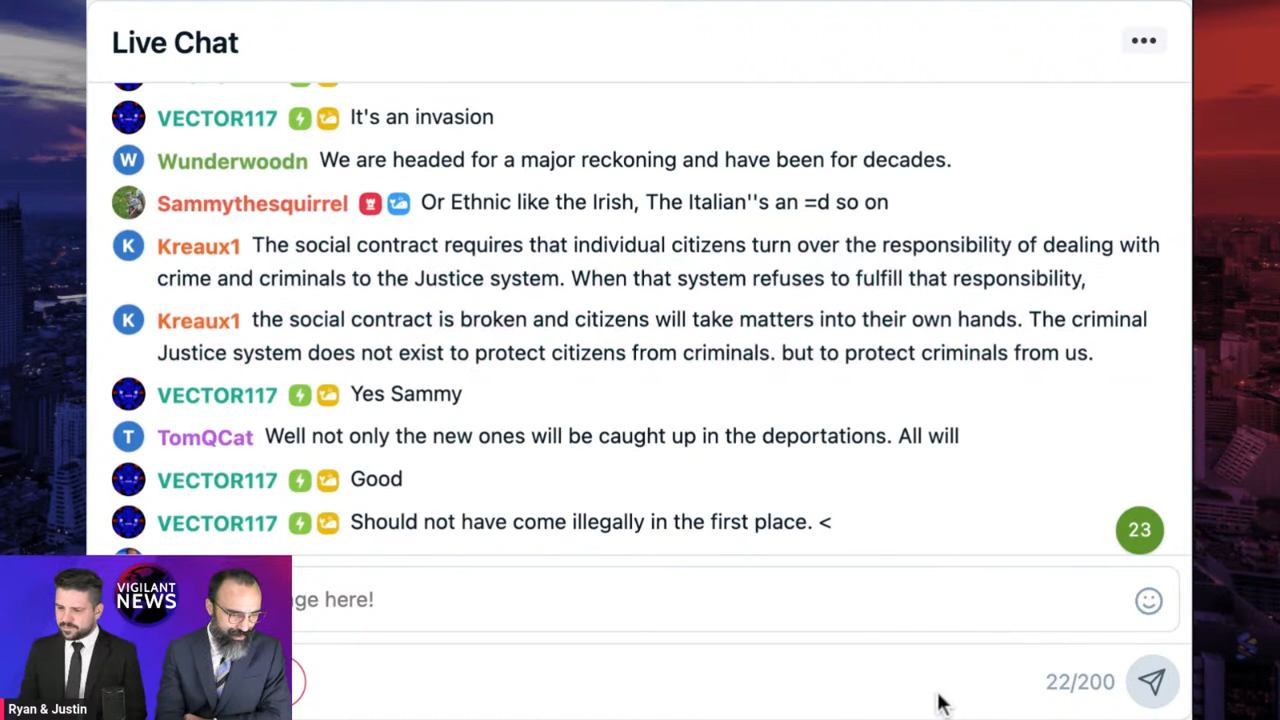 Live Chat
VECTOR117 It's an invasion
Wunderwoodn We are headed for a major reckoning and have been for decades.
Sammythesquirrel Or Ethnic like the Irish, The Italian''s an =d so on
Kreaux1 The social contract requires that individual citizens turn over the responsibility of dealing with
crime and criminals to the Justice system. When that system refuses to fulfill that responsibility,
Kreaux1 the social contract is broken and citizens will take matters into their own hands. The criminal
Justice system does not exist to protect citizens from criminals. but to protect criminals from us.
VECTOR117 Yes Sammy
TomQCat Well not only the new ones will be caught up in the deportations. All will
VECTOR117 Good
VECTOR117 Should not have come illegally in the first place. <
23
here!
22/200
VIGILANT
NEWS
Ryan & Justin